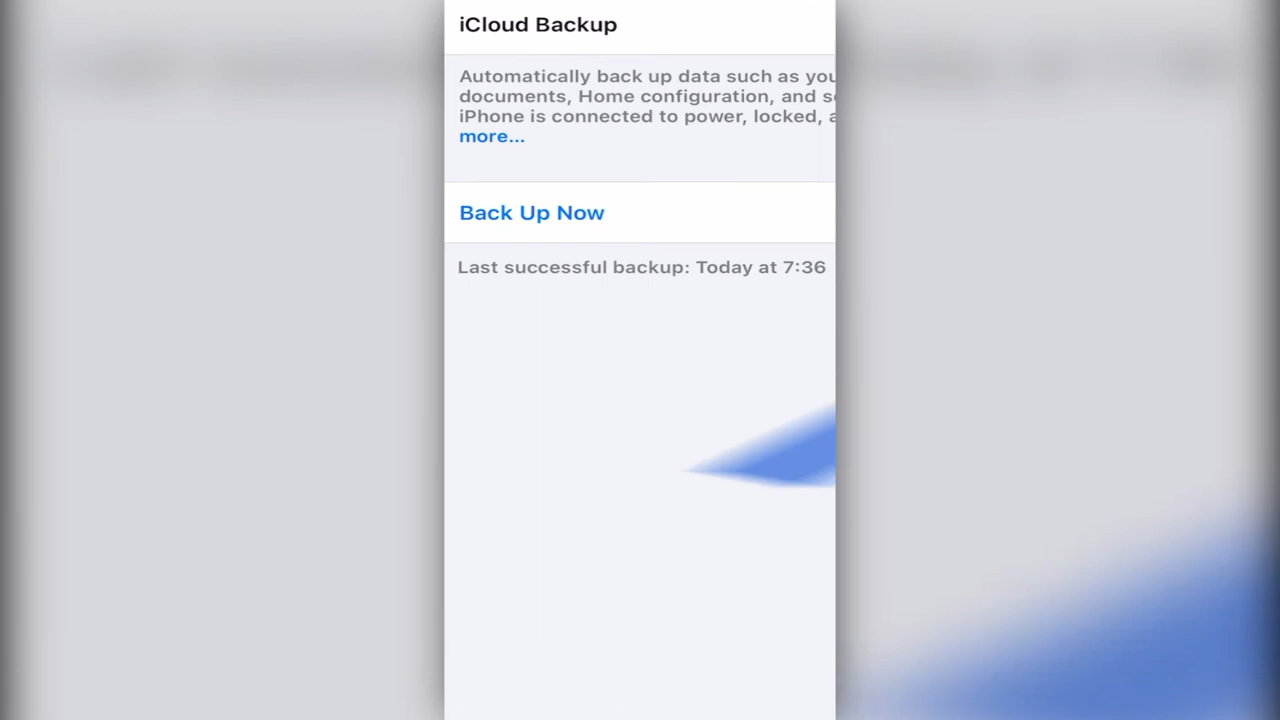 iCloud Backup
Automatically back up data such as you
documents, Home configuration, and s
iPhone is connected to power, locked, a
more...
Back Up Now
Last successful backup: Today at 7:36